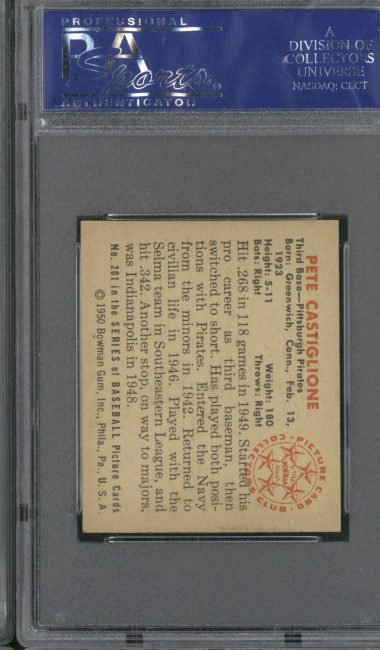 PROFESSIONAL
PSA
Sports
AUTHENTICATOR
A
DIVISION OF
COLLECTORS
UNIVERSE
NASDAQ: CLCT
PETE CASTIGLIONE
Third Base—Pittsburgh Pirates
Born: Greenwich, Conn., Feb. 13,
1923
Height: 5-11 Weight: 180
Bats: Right Throws: Right
Hit .268 in 118 games in 1949. Started his
pro career as third baseman, then
switched to short. Has played both posi-
tions with Pirates. Entered the Navy
from the minors in 1942. Returned to
civilian life in 1946. Played with the
Selma team in Southeastern League, and
hit .342. Another stop, on way to majors,
was Indianapolis in 1948.
No. 201 in the SERIES of BASEBALL Picture Cards
© 1950 Bowman Gum, Inc., Phila., Pa., U. S. A.
PICTURE CARD
COLLECTORS CLUB
BOWMAN